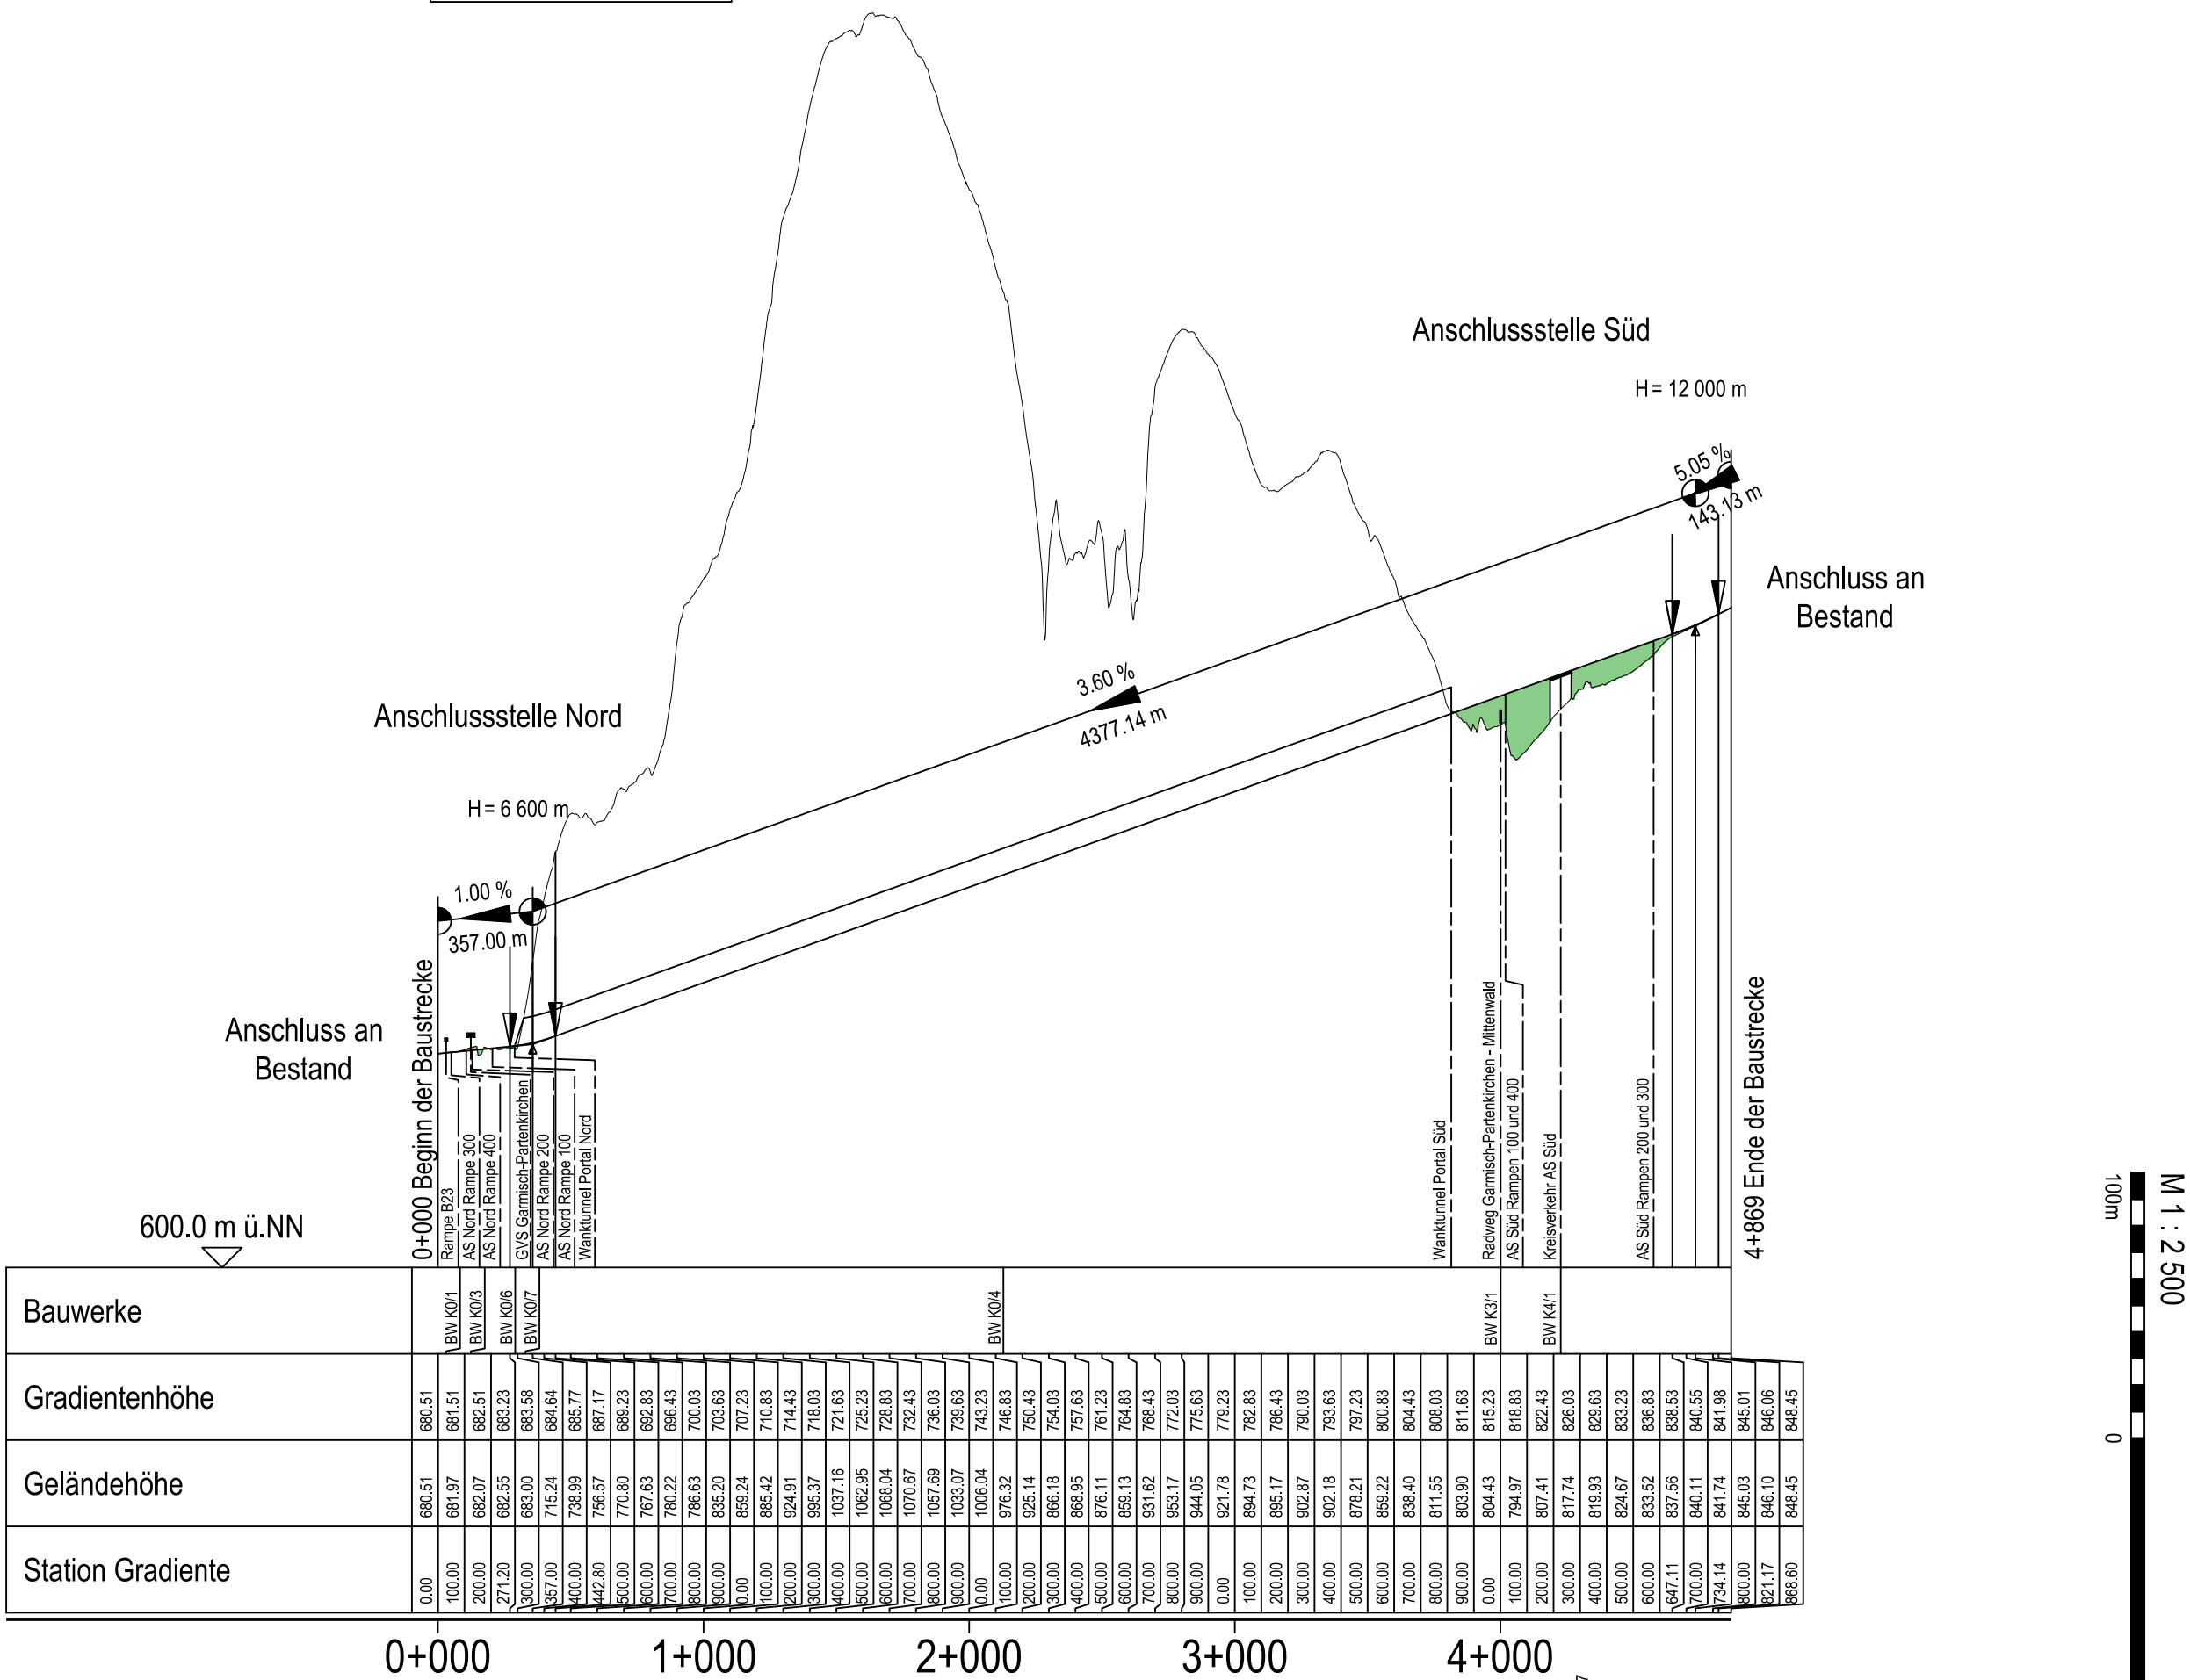 Anschlussstelle Süd
H = 12 000 m
5.05 %
143.13 m
Anschluss an
Bestand
3.60 %
4377.14 m
Anschlussstelle Nord
H = 6 600 m
1.00 %
357.00 m
Anschluss an
Bestand
0+000 Beginn der Baustrecke
Rampe B23
AS Nord Rampe 300
AS Nord Rampe 400
GVS Garmisch-Partenkirchen
AS Nord Rampe 200
AS Nord Rampe 100
Wanktunnel Portal Nord
Wanktunnel Portal Süd
Radweg Garmisch-Partenkirchen - Mittenwald
AS Süd Rampen 100 und 400
Kreisverkehr AS Süd
AS Süd Rampen 200 und 300
4+869 Ende der Baustrecke
M 1 : 2 500
100m
0
600.0 m ü.NN
Bauwerke
BW K0/1
BW K0/3
BW K0/6
BW K0/7
BW K0/4
BW K3/1
BW K4/1
Gradientenhöhe
680.51 681.51 682.51 683.23 683.58 684.64 685.77 687.17 689.23 692.83 696.43 700.03 703.63 707.23 710.83 714.43 718.03 721.63 725.23 728.83 732.43 736.03 739.63 743.23 746.83 750.43 754.03 757.63 761.23 764.83 768.43 772.03 775.63 779.23 782.83 786.43 790.03 793.63 797.23 800.83 804.43 808.03 811.63 815.23 818.83 822.43 826.03 829.63 833.23 836.83 838.53 840.55 841.98 845.01 846.06 848.45
Geländehöhe
680.51 681.97 682.07 682.55 683.00 715.24 738.99 756.57 770.80 767.63 780.22 786.63 835.20 859.24 885.42 924.91 995.37 1037.16 1062.95 1068.04 1070.67 1057.69 1033.07 1006.04 976.32 925.14 866.18 868.95 876.11 859.13 931.62 953.17 944.05 921.78 894.73 895.17 902.87 902.18 878.21 859.22 838.40 811.55 803.90 804.43 794.97 807.41 817.74 819.93 824.67 833.52 837.56 840.11 841.74 845.03 846.10 848.45
Station Gradiente
0.00 100.00 200.00 271.20 300.00 357.00 400.00 442.80 500.00 600.00 700.00 800.00 900.00 0.00 100.00 200.00 300.00 400.00 500.00 600.00 700.00 800.00 900.00 0.00 100.00 200.00 300.00 400.00 500.00 600.00 700.00 800.00 900.00 0.00 100.00 200.00 300.00 400.00 500.00 600.00 700.00 800.00 900.00 0.00 100.00 200.00 300.00 400.00 500.00 600.00 647.11 700.00 734.14 800.00 821.17 868.60
0+000 1+000 2+000 3+000 4+000